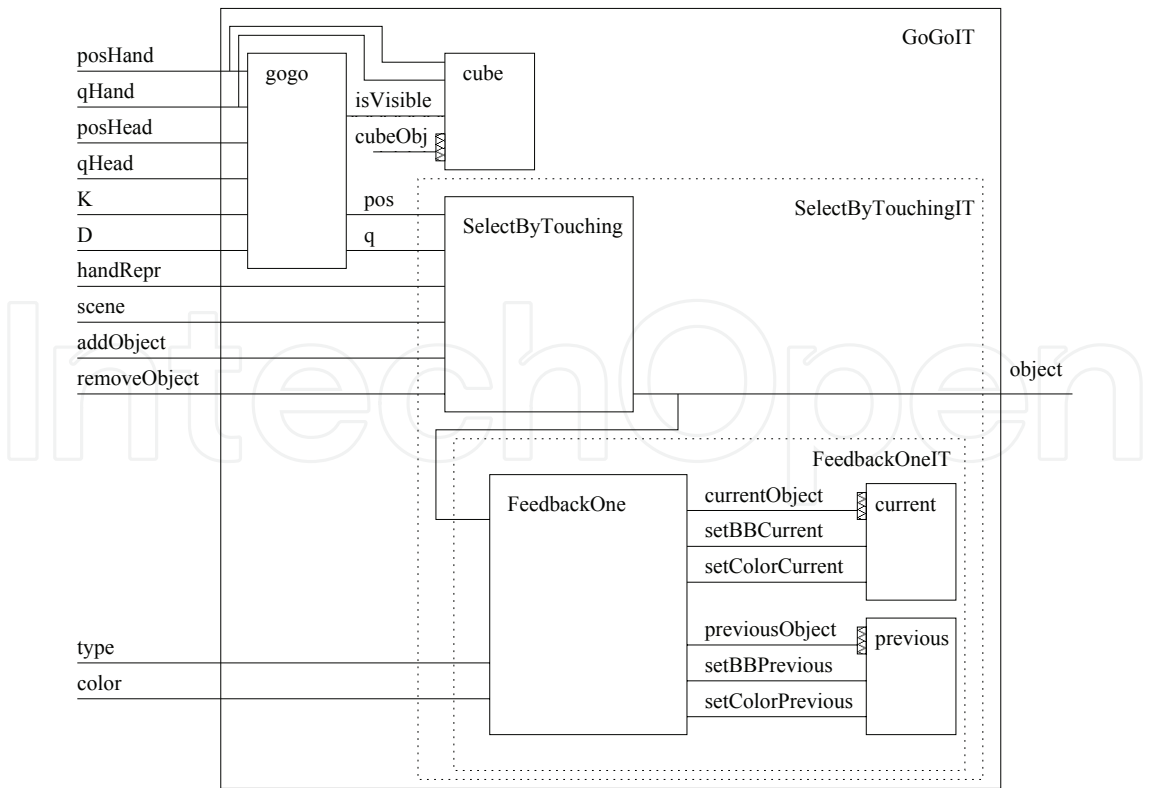 GoGoIT
posHand
gogo
cube
qHand
isVisible
posHead
cubeObj
qHead
K
pos
SelectByTouchingIT
D
q
SelectByTouching
handRepr
scene
addObject
removeObject
object
IntechOpen
FeedbackOneIT
FeedbackOne
currentObject
current
setBBCurrent
setColorCurrent
previousObject
previous
setBBPrevious
setColorPrevious
type
color